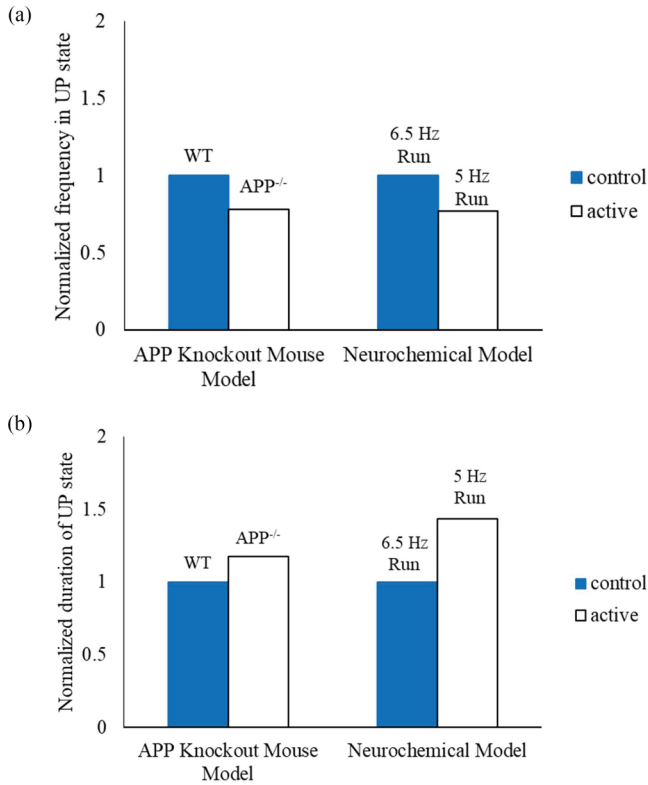 (a)
Normalized frequency in UP state
2
1.5
1
0.5
0
WT
APP-/-
6.5 Hz
Run
5 Hz
Run
control
active
APP Knockout Mouse
Model
Neurochemical Model
(b)
Normalized duration of UP state
2
1.5
1
0.5
0
WT
APP-/-
6.5 Hz
Run
5 Hz
Run
control
active
APP Knockout Mouse
Model
Neurochemical Model